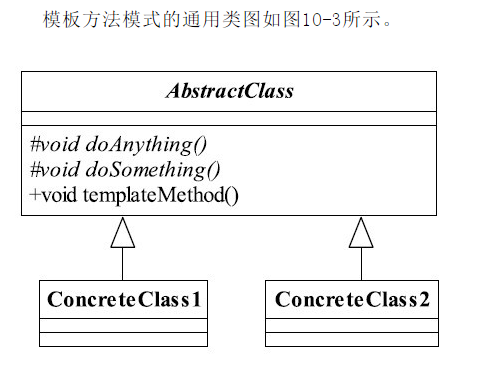 模板方法模式的通用类图如图10-3所示。
AbstractClass
#void doAnything()
#void doSomething()
+void templateMethod()
ConcreteClass1
ConcreteClass2